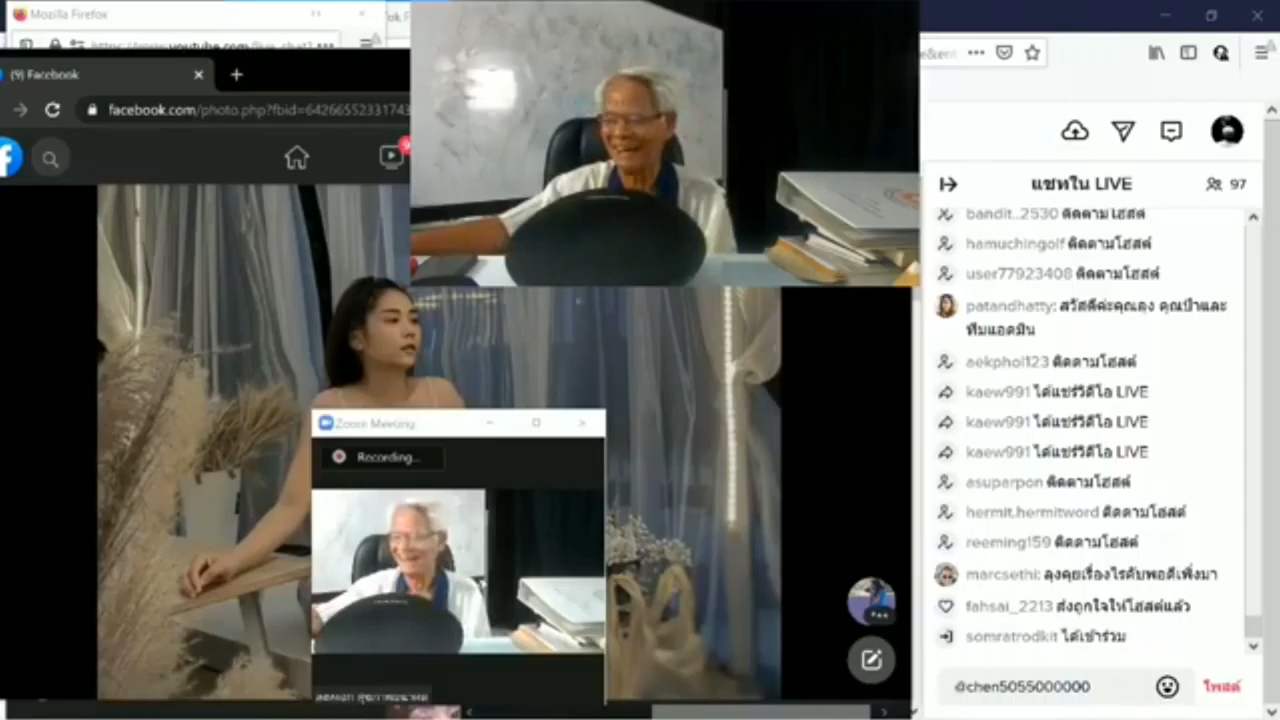 Mozilla Firefox
(9) Facebook
facebook.com/photo.php?fbid=64266552331743
Zoom Meeting
Recording...
แชทใน LIVE
97
bandit..2530 ติดตามโฮสต์
hamuchingolf ติดตามโฮสต์
user77923408 ติดตามโฮสต์
patandhatty: สวัสดีค่ะคุณลุง คุณป้าและ
ทีมแอดมิน
aekphol123 ติดตามโฮสต์
kaew991 ได้แชร์วิดีโอ LIVE
kaew991 ได้แชร์วิดีโอ LIVE
kaew991 ได้แชร์วิดีโอ LIVE
asuparpon ติดตามโฮสต์
hermit.hermitword ติดตามโฮสต์
reeming159 ติดตามโฮสต์
marcsethi: ลุงคุยเรื่องไรคับพอดีเพิ่งมา
fahsai_2213 ส่งถูกใจให้โฮสต์แล้ว
somratrodkit ได้เข้าร่วม
@chen5055000000
โพสต์